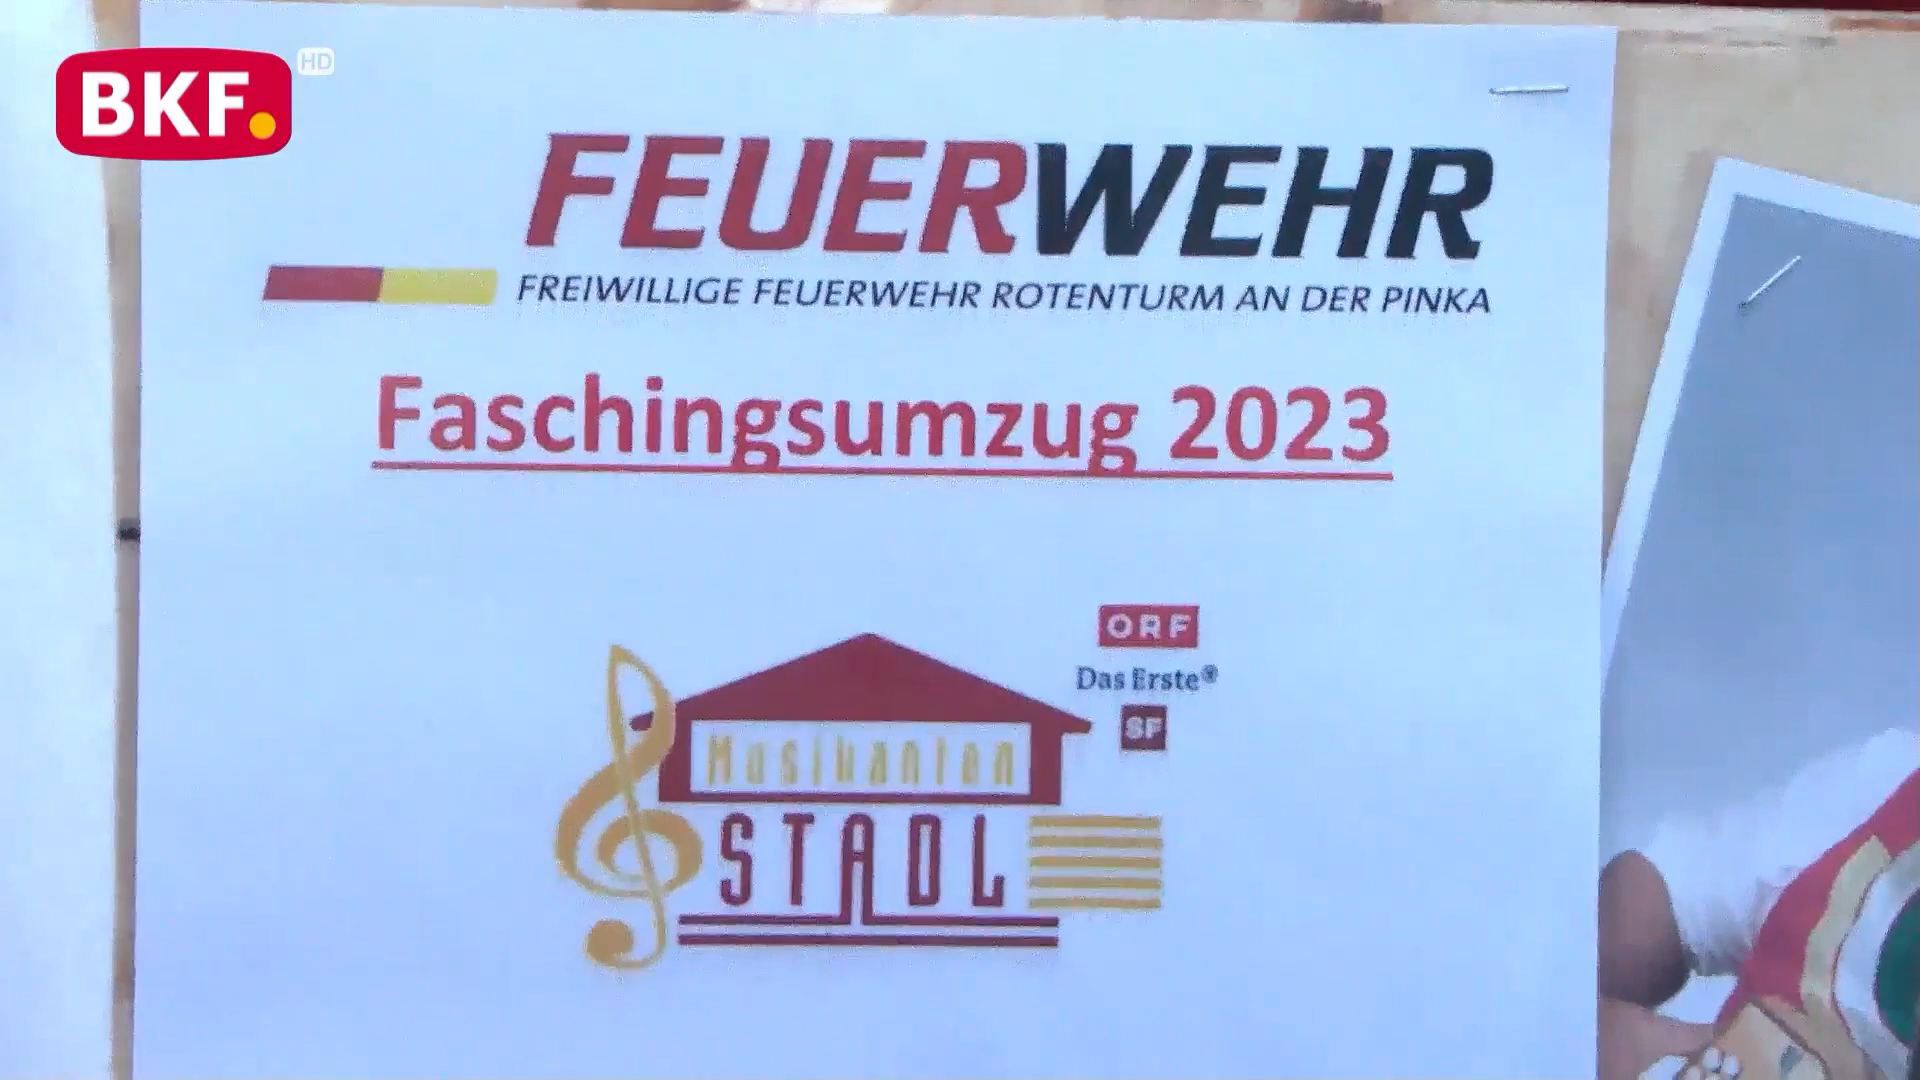 BKF.
HD
FEUERWEHR
FREIWILLIGE FEUERWEHR ROTENTURM AN DER PINKA
Faschingsumzug 2023
ORF
Das Erste®
SF
Musikanten
STADL